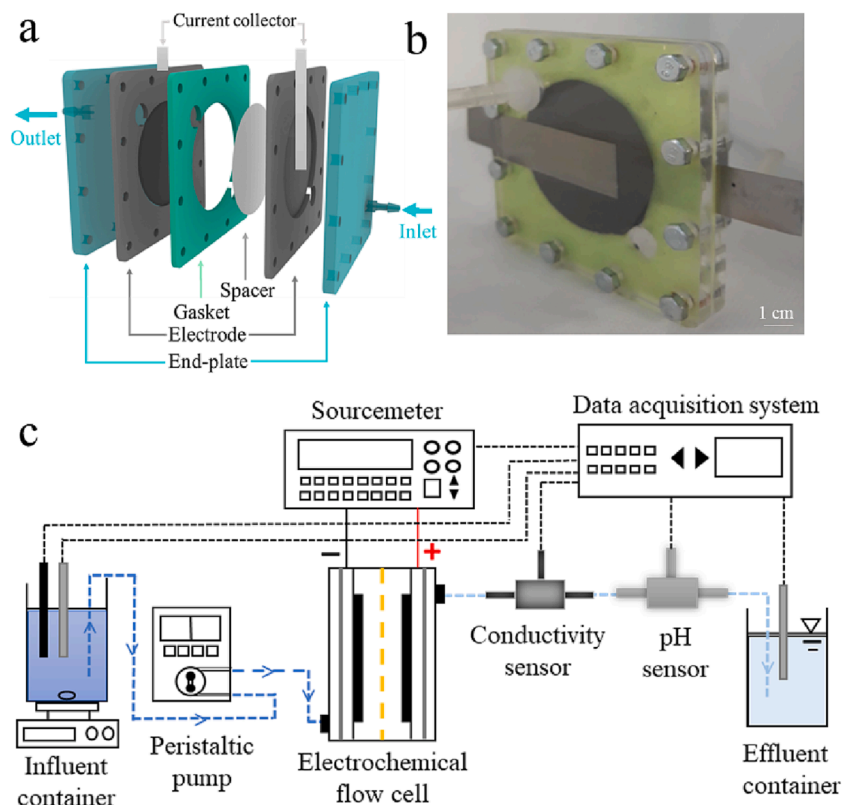 a
Current collector
Outlet
Inlet
Spacer
Gasket
Electrode
End-plate
b
1 cm
c
Sourcemeter
Data acquisition system
−
+
Conductivity
sensor
pH
sensor
Peristaltic
pump
Electrochemical
flow cell
Influent
container
Effluent
container